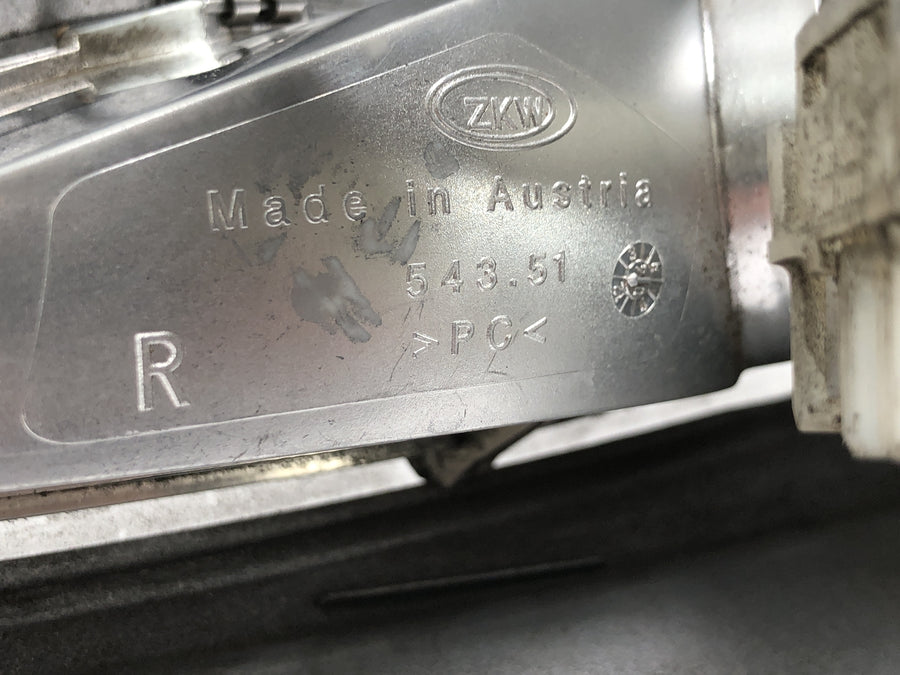 ZKW
Made in Austria
543.51
>PC<
R